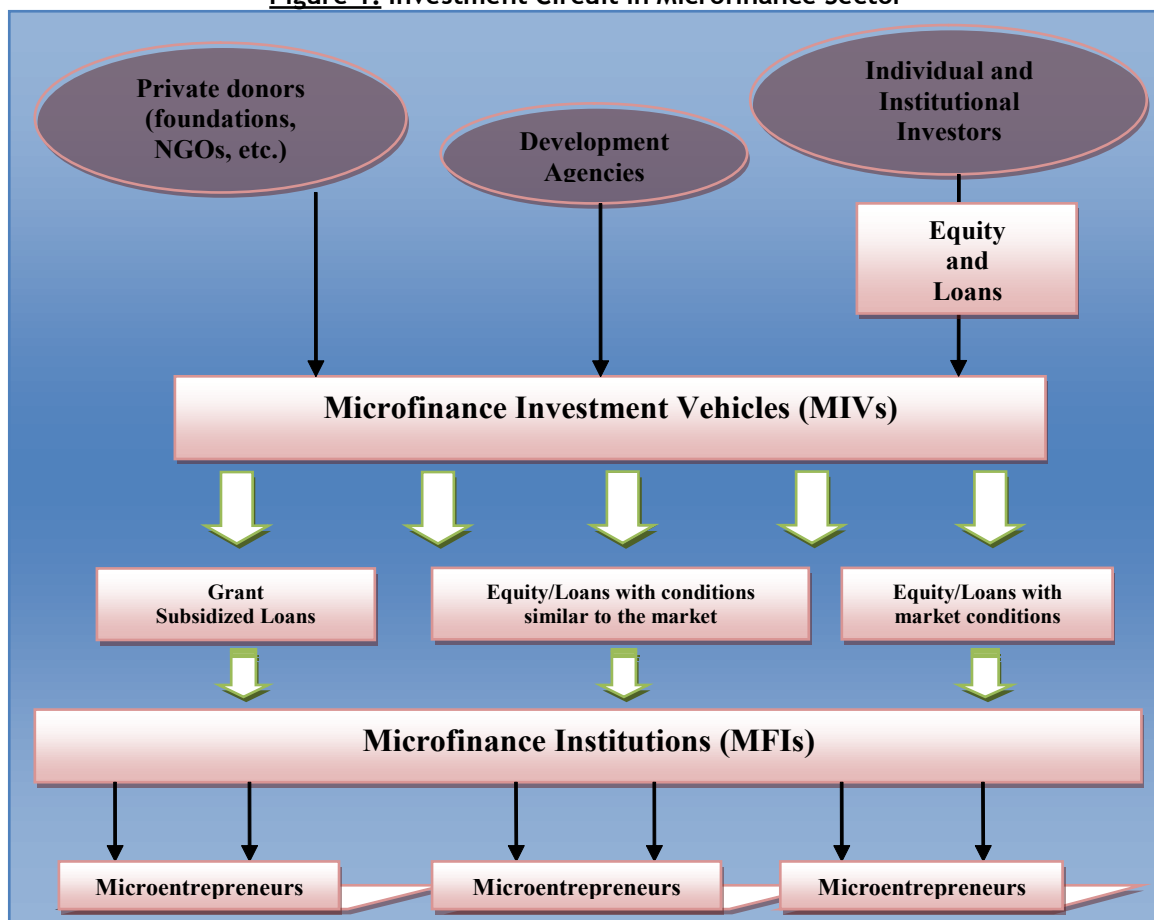 Figure 1: Investment Circuit in Microfinance Sector
Private donors
(foundations,
NGOs, etc.)
Development
Agencies
Individual and
Institutional
Investors
Equity
and
Loans
Microfinance Investment Vehicles (MIVs)
Grant
Subsidized Loans
Equity/Loans with conditions
similar to the market
Equity/Loans with
market conditions
Microfinance Institutions (MFIs)
Microentrepreneurs
Microentrepreneurs
Microentrepreneurs